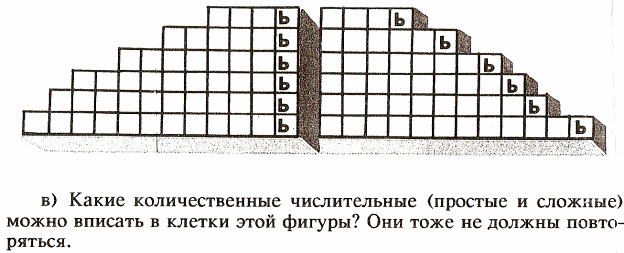 ь ь
ь ь
ь ь
ь ь
ь ь
ь ь
в) Какие количественные числительные (простые и сложные)
можно вписать в клетки этой фигуры? Они тоже не должны повто-
ряться.